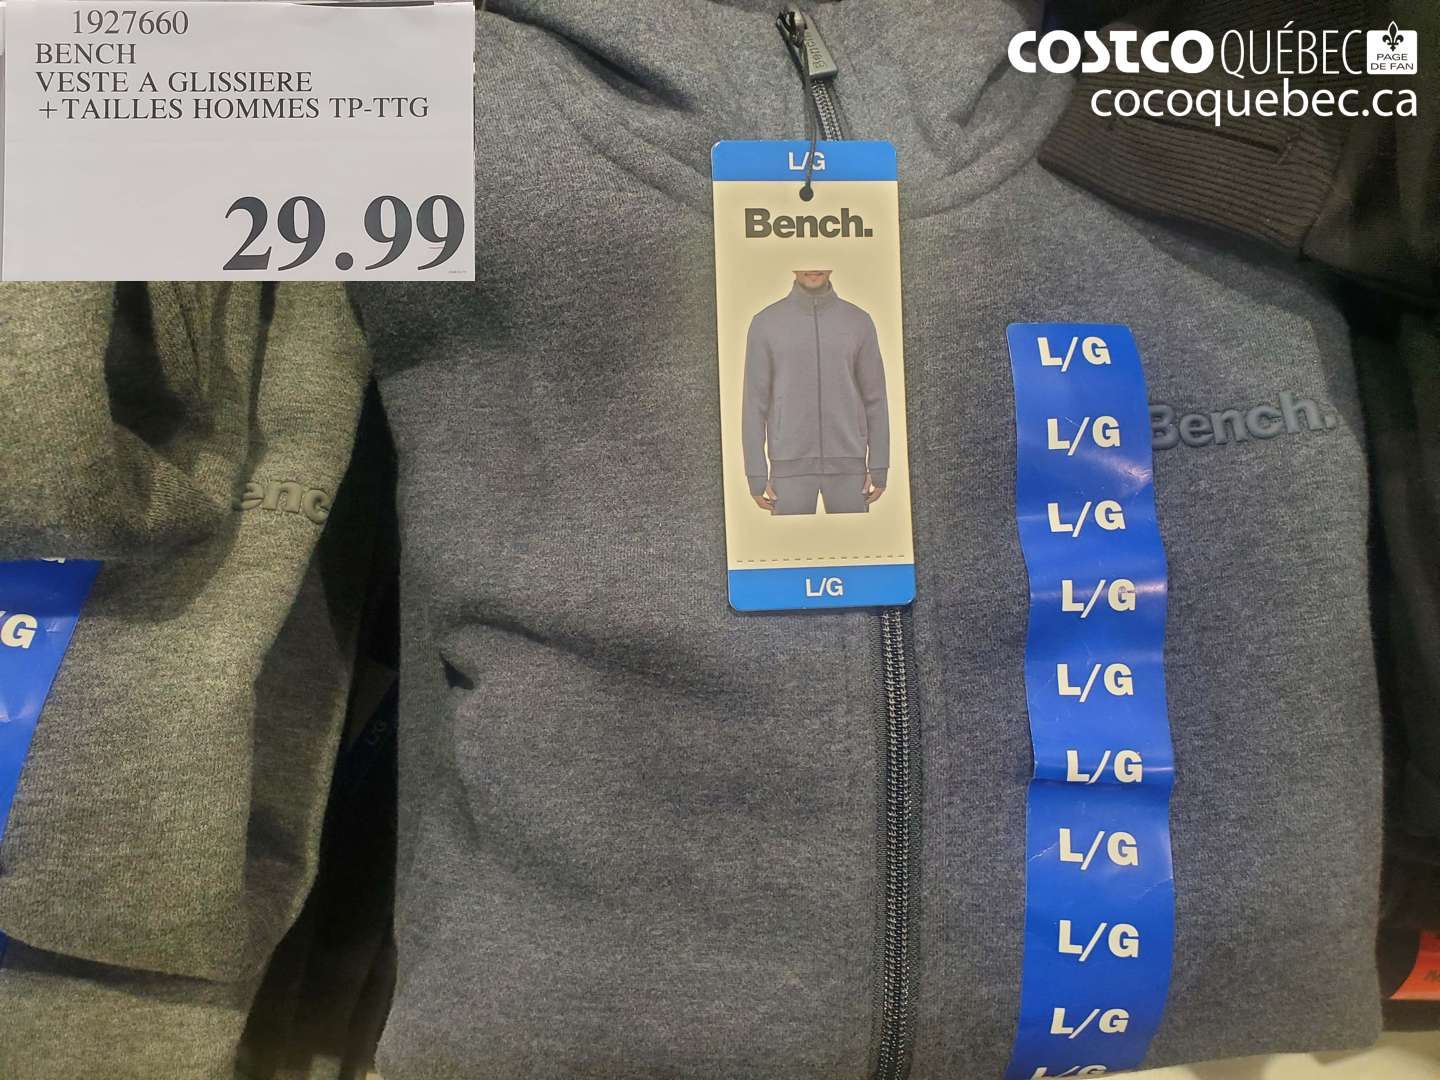 1927660
BENCH
VESTE A GLISSIERE
+TAILLES HOMMES TP-TTG
29.99
COSTCO QUÉBEC PAGE DE FAN
cocoquebec.ca
L/G
Bench.
L/G
L/G
L/G
L/G
L/G
L/G
L/G
L/G
L/G
L/G
L/G
Bench.
enc
/G
L/G